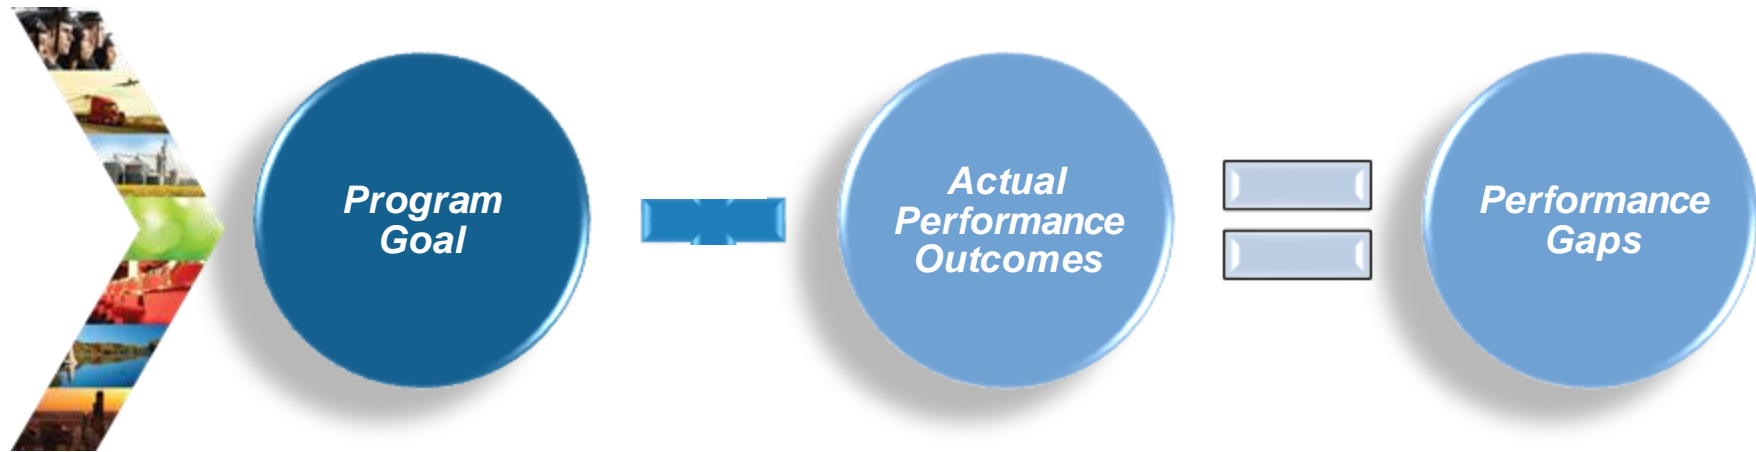 Program
Goal
Actual
Performance
Outcomes
Performance
Gaps